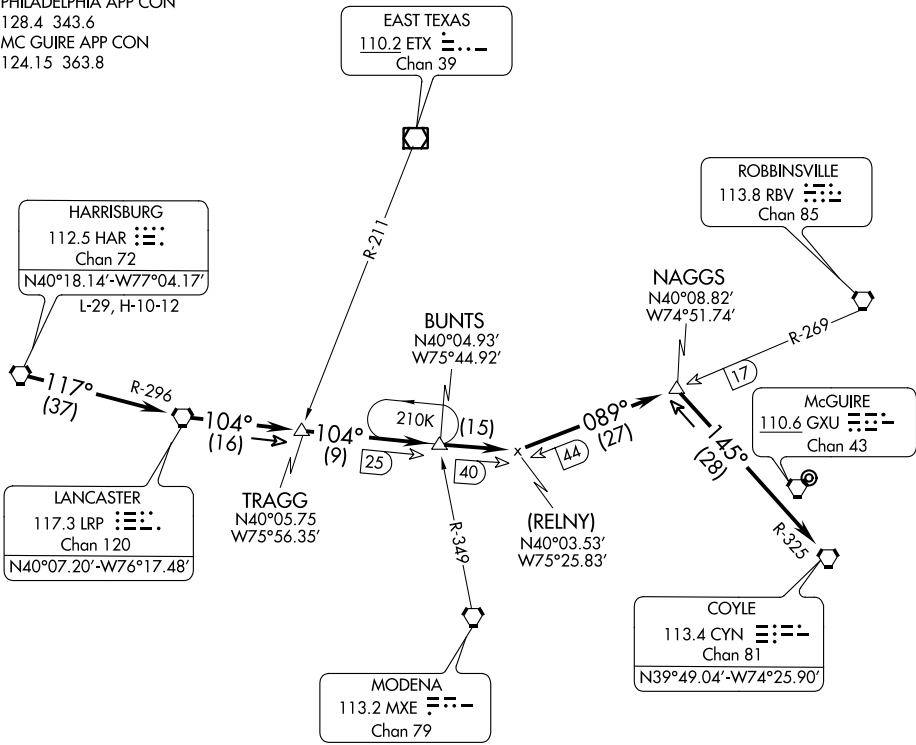 PHILADELPHIA APP CON
128.4 343.6
MC GUIRE APP CON
124.15 363.8
EAST TEXAS
110.2 ETX
Chan 39
ROBBINSVILLE
113.8 RBV
Chan 85
HARRISBURG
112.5 HAR
Chan 72
N40°18.14'-W77°04.17'
L-29, H-10-12
R-211
NAGGS
N40°08.82'
W74°51.74'
BUNTS
N40°04.93'
W75°44.92'
R-269
17
117°
(37)
R-296
104°
(16)
104°
(9)
210K
(15)
25
40
089°
(27)
44
145°
(28)
McGUIRE
110.6 GXU
Chan 43
LANCASTER
117.3 LRP
Chan 120
N40°07.20'-W76°17.48'
TRAGG
N40°05.75
W75°56.35'
(RELNY)
N40°03.53'
W75°25.83'
R-349
R-325
COYLE
113.4 CYN
Chan 81
N39°49.04'-W74°25.90'
MODENA
113.2 MXE
Chan 79